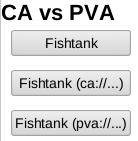 CA vs PVA
Fishtank
Fishtank (ca://...)
Fishtank (pva://...)